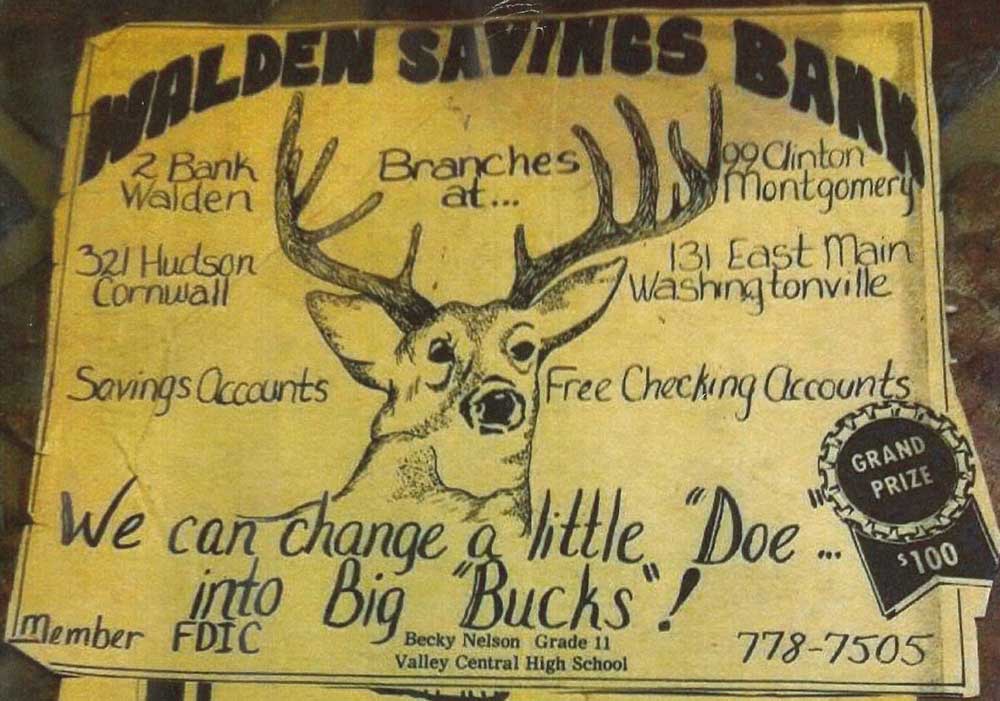 WALDEN SAVINGS BANK
2 Bank
Walden
Branches
at...
99 Clinton
Montgomery
321 Hudson
Cornwall
131 East Main
Washingtonville
Savings Accounts
Free Checking Accounts
GRAND
PRIZE
$100
We can change a little "Doe"...
into Big "Bucks"!
Member FDIC
Becky Nelson Grade 11
Valley Central High School
778-7505